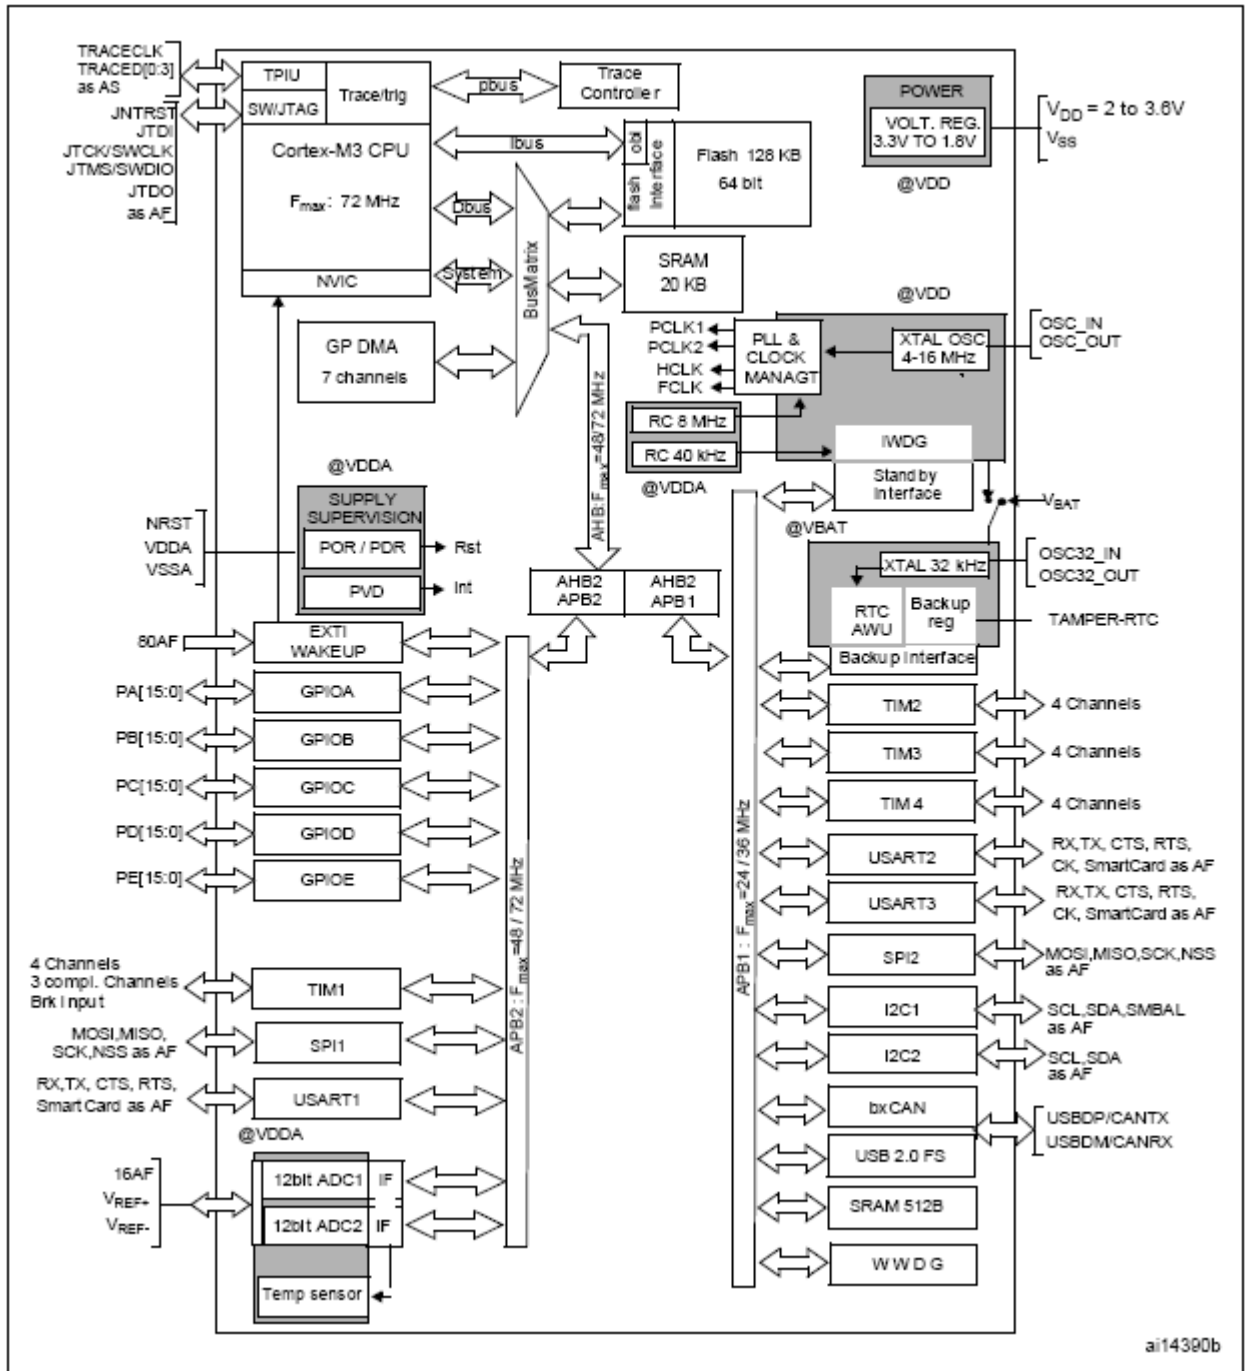 TRACECLK
TRACED[0:3]
as AS
JNTRST
JTDI
JTCK/SWCLK
JTMS/SWDIO
JTDO
as AF
TPIU
SW/JTAG
Trace/trig
Cortex-M3 CPU
Fmax : 72 MHz
NVIC
GP DMA
7 channels
pbus
Ibus
Dbus
System
BusMatrix
Trace
Controller
flash obl
Interface
Flash 128 KB
64 bit
SRAM
20 KB
POWER
VOLT. REG.
3.3V TO 1.8V
@VDD
VDD = 2 to 3.6V
VSS
@VDD
PCLK1
PCLK2
HCLK
FCLK
PLL &
CLOCK
MANAGT
XTAL OSC
4-16 MHz
OSC_IN
OSC_OUT
RC 8 MHz
RC 40 kHz
@VDDA
IWDG
Stand by
Interface
VBAT
@VBAT
XTAL 32 kHz
OSC32_IN
OSC32_OUT
RTC
AWU
Backup
reg
TAMPER-RTC
Backup Interface
AHB:Fmax=48/72 MHz
@VDDA
SUPPLY
SUPERVISION
NRST
VDDA
VSSA
POR / PDR
Rst
PVD
Int
AHB2
APB2
AHB2
APB1
80AF
EXTI
WAKEUP
PA[15:0]
GPIOA
PB[15:0]
GPIOB
PC[15:0]
GPIOC
PD[15:0]
GPIOD
PE[15:0]
GPIOE
4 Channels
3 compl. Channels
Brk Input
TIM1
MOSI,MISO,
SCK,NSS as AF
SPI1
RX,TX, CTS, RTS,
SmartCard as AF
USART1
@VDDA
16AF
VREF+
VREF-
12bit ADC1 IF
12bit ADC2 IF
Temp sensor
APB2 : Fmax=48 / 72 MHz
APB1 : Fmax=24 / 36 MHz
TIM2
4 Channels
TIM3
4 Channels
TIM 4
4 Channels
USART2
RX,TX, CTS, RTS,
CK, SmartCard as AF
USART3
RX,TX, CTS, RTS,
CK, SmartCard as AF
SPI2
MOSI,MISO,SCK,NSS
as AF
I2C1
SCL,SDA,SMBAL
as AF
I2C2
SCL,SDA
as AF
bxCAN
USBDP/CANTX
USBDM/CANRX
USB 2.0 FS
SRAM 512B
W W D G
ai14390b